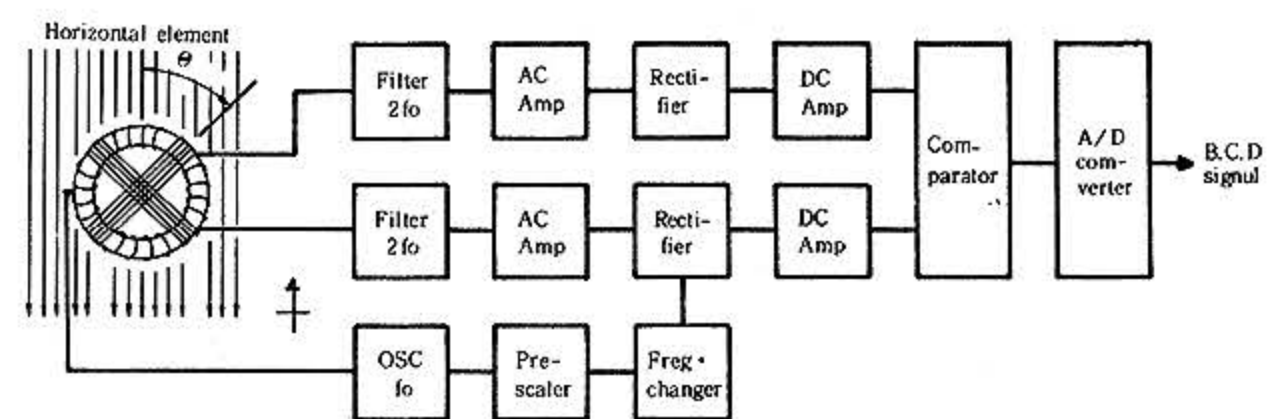 Horizontal element
θ
Filter
2fo
AC
Amp
Recti-
fier
DC
Amp
Com-
parator
A/D
com-
verter
B.C.D
signul
Filter
2fo
AC
Amp
Recti-
fier
DC
Amp
OSC
fo
Pre-
scaler
Freg •
changer